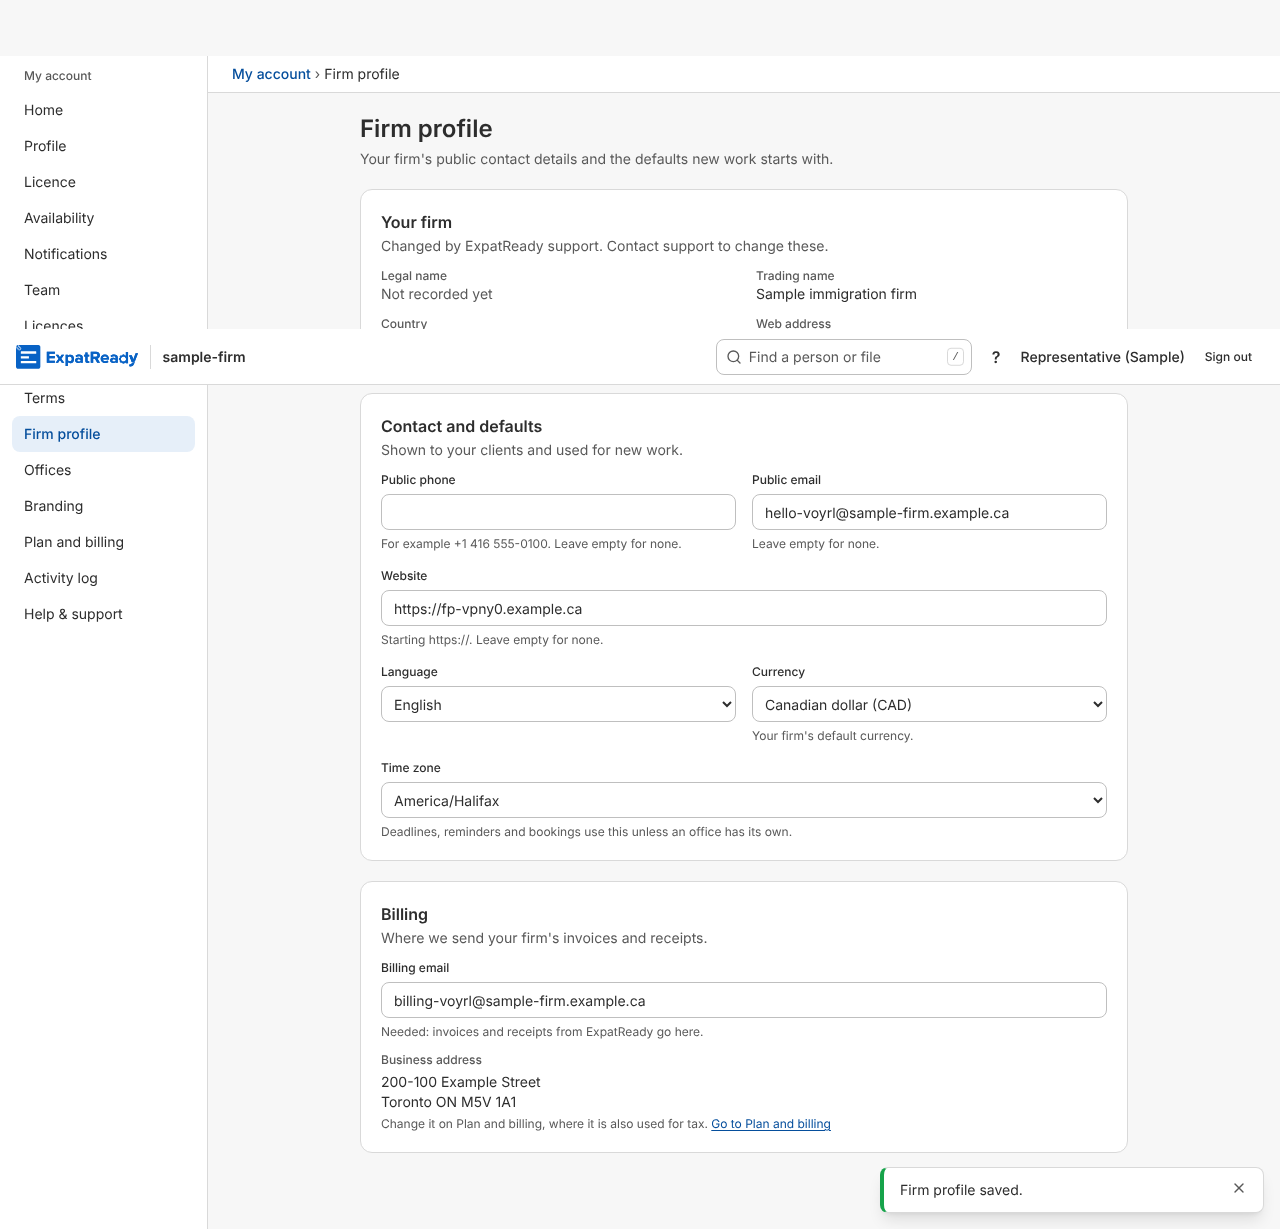 My account
Home
Profile
Licence
Availability
Notifications
Team
Licences
My account › Firm profile
Firm profile
Your firm's public contact details and the defaults new work starts with.
Your firm
Changed by ExpatReady support. Contact support to change these.
Legal name
Not recorded yet
Trading name
Sample immigration firm
Country
Web address
ExpatReady
sample-firm
Find a person or file
/
?
Representative (Sample)
Sign out
Terms
Firm profile
Offices
Branding
Plan and billing
Activity log
Help & support
Contact and defaults
Shown to your clients and used for new work.
Public phone
For example +1 416 555-0100. Leave empty for none.
Public email
hello-voyrl@sample-firm.example.ca
Leave empty for none.
Website
https://fp-vpny0.example.ca
Starting https://. Leave empty for none.
Language
English
Currency
Canadian dollar (CAD)
Your firm's default currency.
Time zone
America/Halifax
Deadlines, reminders and bookings use this unless an office has its own.
Billing
Where we send your firm's invoices and receipts.
Billing email
billing-voyrl@sample-firm.example.ca
Needed: invoices and receipts from ExpatReady go here.
Business address
200-100 Example Street
Toronto ON M5V 1A1
Change it on Plan and billing, where it is also used for tax. Go to Plan and billing
Firm profile saved.